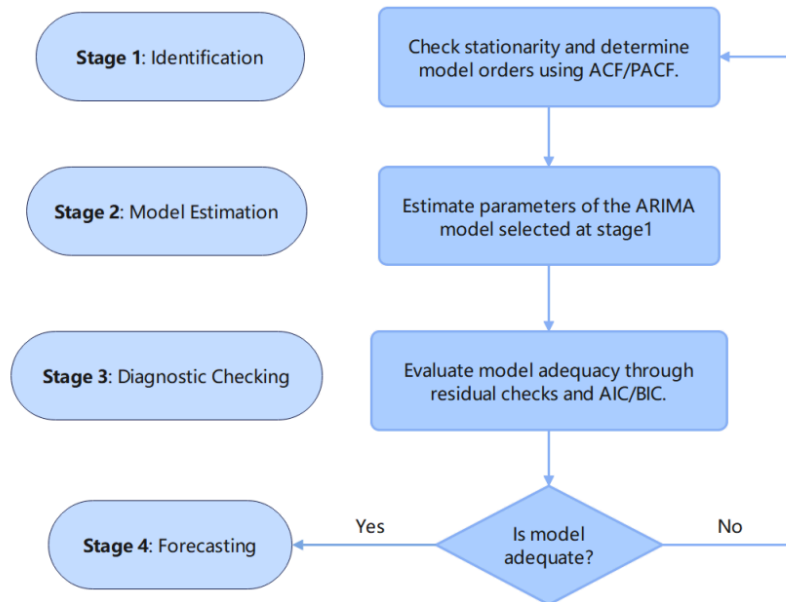 Stage 1: Identification
Check stationarity and determine
model orders using ACF/PACF.
Stage 2: Model Estimation
Estimate parameters of the ARIMA
model selected at stage1
Stage 3: Diagnostic Checking
Evaluate model adequacy through
residual checks and AIC/BIC.
Stage 4: Forecasting
Yes
Is model
adequate?
No